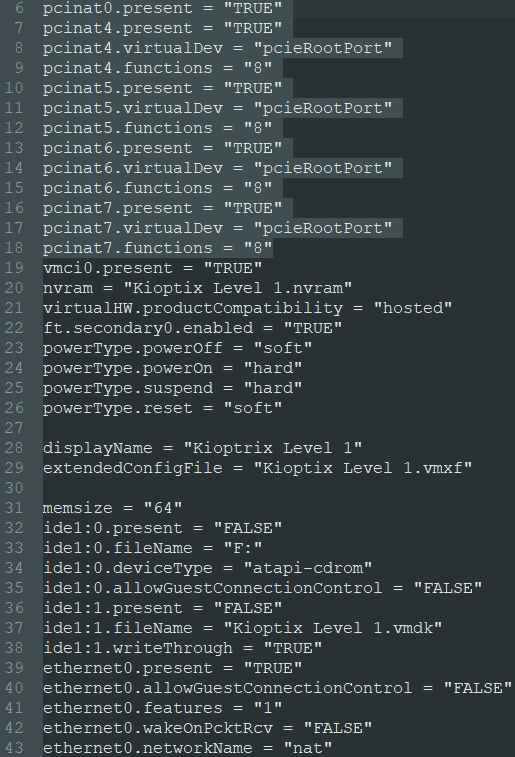 6 pcinat0.present = "TRUE"
7 pcinat4.present = "TRUE"
8 pcinat4.virtualDev = "pcieRootPort"
9 pcinat4.functions = "8"
10 pcinat5.present = "TRUE"
11 pcinat5.virtualDev = "pcieRootPort"
12 pcinat5.functions = "8"
13 pcinat6.present = "TRUE"
14 pcinat6.virtualDev = "pcieRootPort"
15 pcinat6.functions = "8"
16 pcinat7.present = "TRUE"
17 pcinat7.virtualDev = "pcieRootPort"
18 pcinat7.functions = "8"
19 vmci0.present = "TRUE"
20 nvram = "Kioptix Level 1.nvram"
21 virtualHW.productCompatibility = "hosted"
22 ft.secondary0.enabled = "TRUE"
23 powerType.powerOff = "soft"
24 powerType.powerOn = "hard"
25 powerType.suspend = "hard"
26 powerType.reset = "soft"
27
28 displayName = "Kioptrix Level 1"
29 extendedConfigFile = "Kioptix Level 1.vmxf"
30
31 memsize = "64"
32 ide1:0.present = "FALSE"
33 ide1:0.fileName = "F:"
34 ide1:0.deviceType = "atapi-cdrom"
35 ide1:0.allowGuestConnectionControl = "FALSE"
36 ide1:1.present = "FALSE"
37 ide1:1.fileName = "Kioptix Level 1.vmdk"
38 ide1:1.writeThrough = "TRUE"
39 ethernet0.present = "TRUE"
40 ethernet0.allowGuestConnectionControl = "FALSE"
41 ethernet0.features = "1"
42 ethernet0.wakeOnPcktRcv = "FALSE"
43 ethernet0.networkName = "nat"